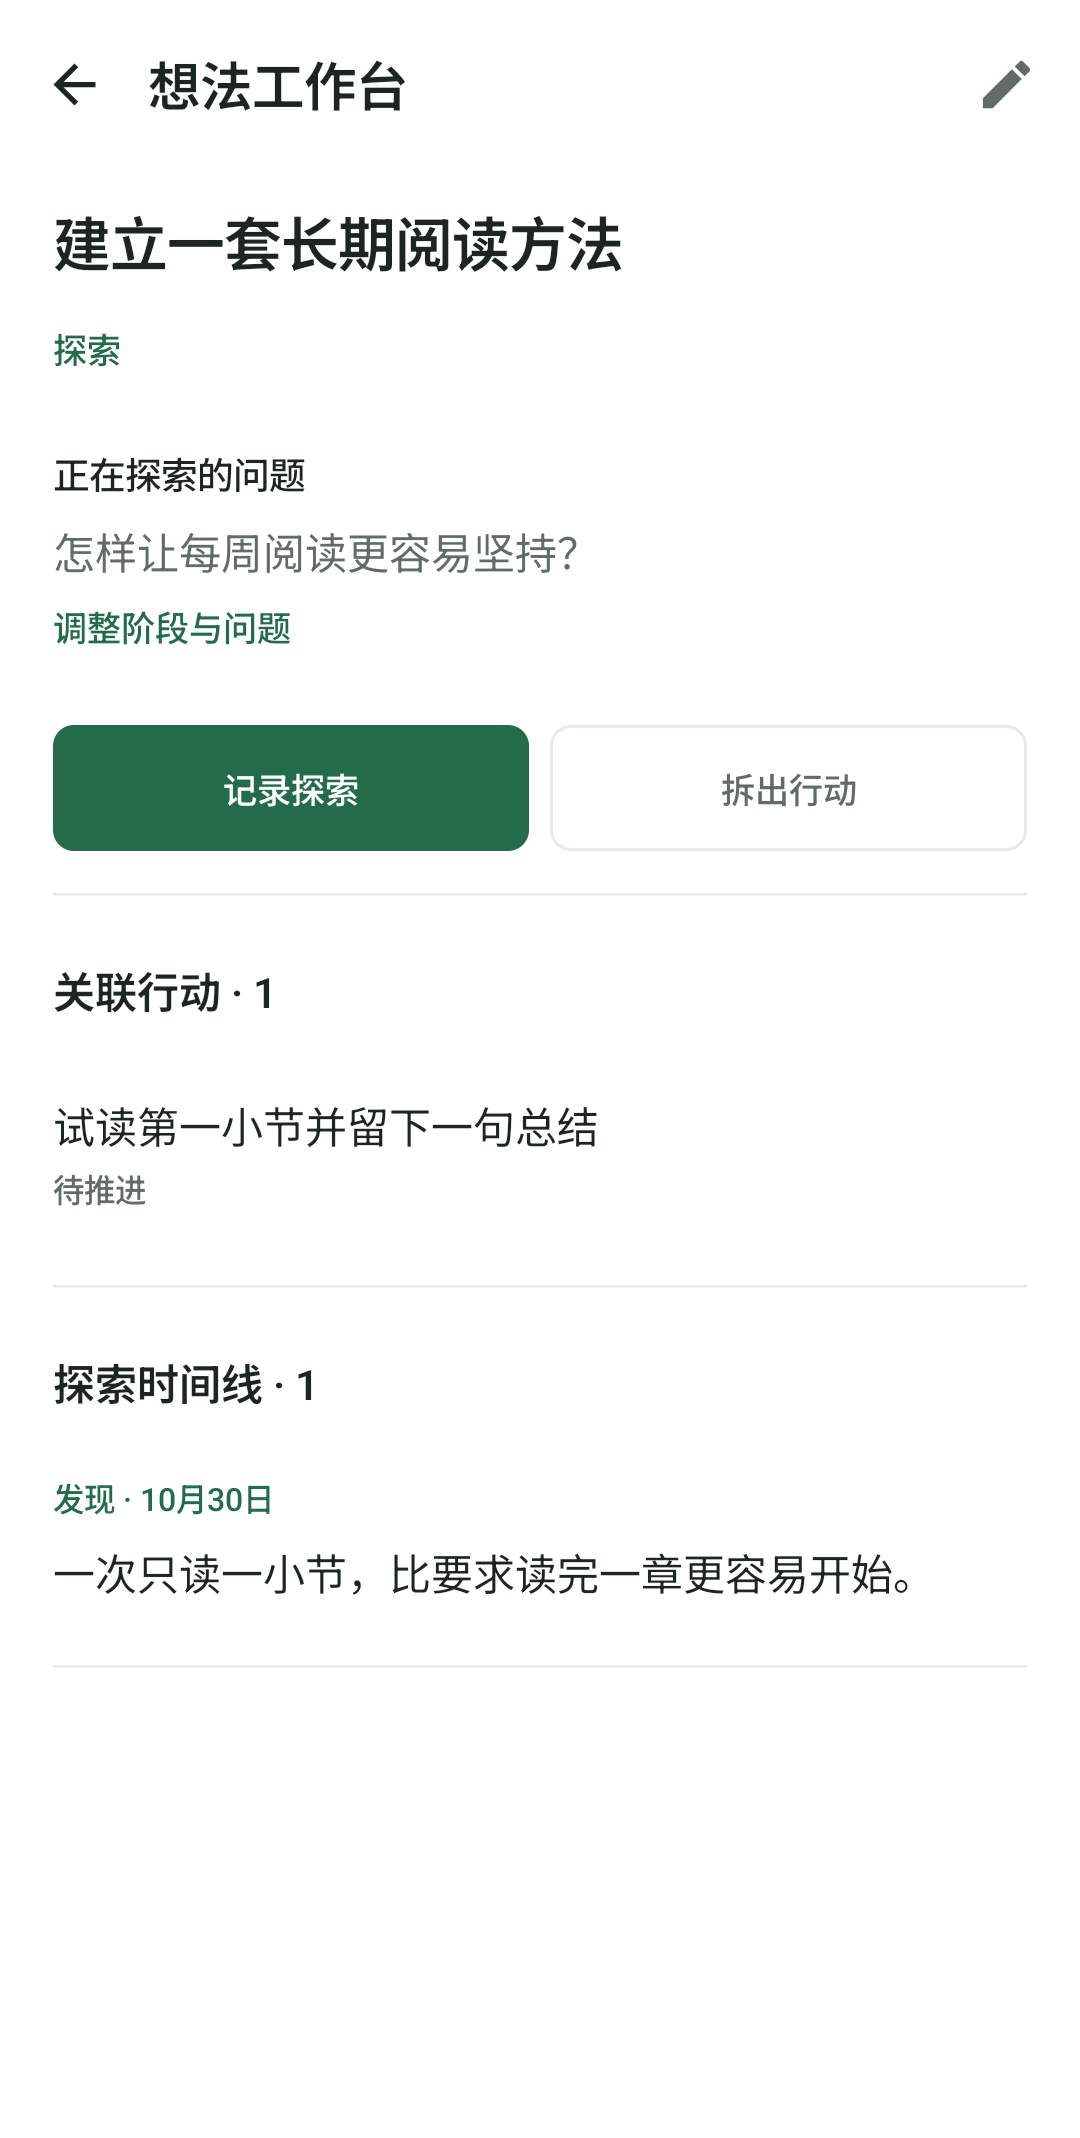 想法工作台
建立一套长期阅读方法
探索
正在探索的问题
怎样让每周阅读更容易坚持？
调整阶段与问题
记录探索
拆出行动
关联行动 · 1
试读第一小节并留下一句总结
待推进
探索时间线 · 1
发现 · 10月30日
一次只读一小节，比要求读完一章更容易开始。